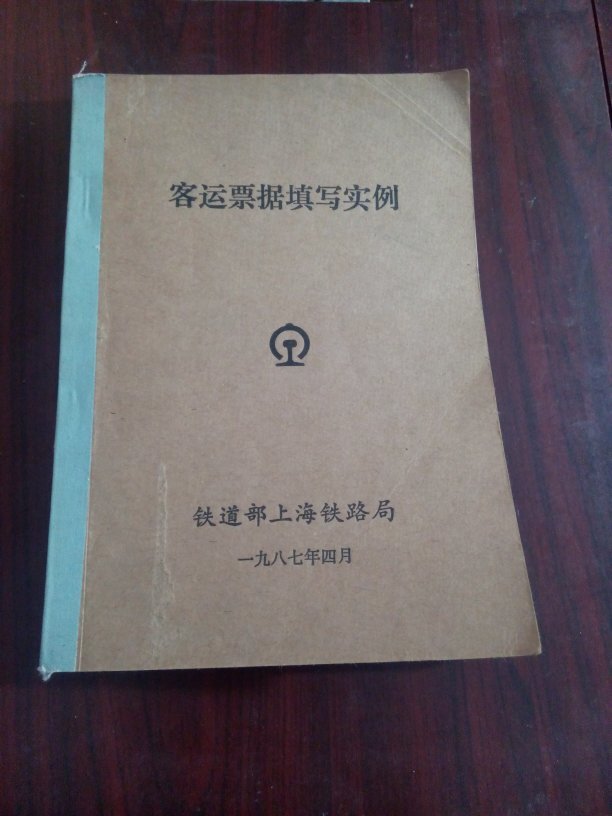 客运票据填写实例
铁道部上海铁路局
一九八七年四月